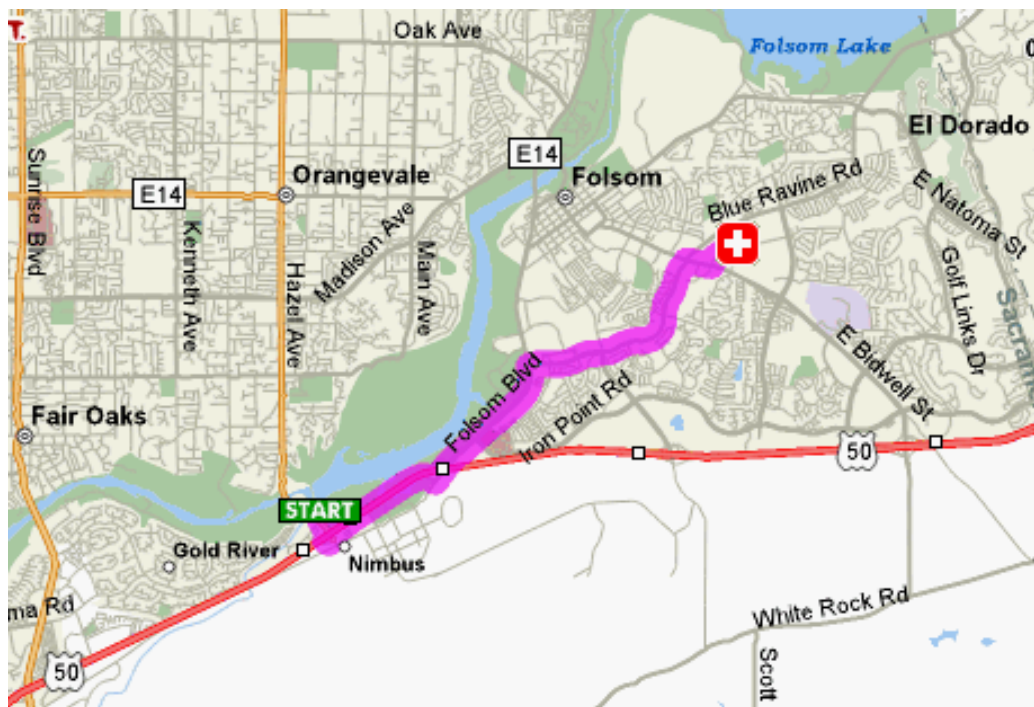 T.
Oak Ave
Folsom Lake
El Dorado
E14
E14
Orangevale
Folsom
Blue Ravine Rd
E Natoma St
Sunrise Blvd
Kenneth Ave
Hazel Ave
Madison Ave
Main Ave
Golf Links Dr
Sacram
E Bidwell St
Folsom Blvd
Iron Point Rd
Fair Oaks
50
START
Gold River
Nimbus
ma Rd
White Rock Rd
50
Scott